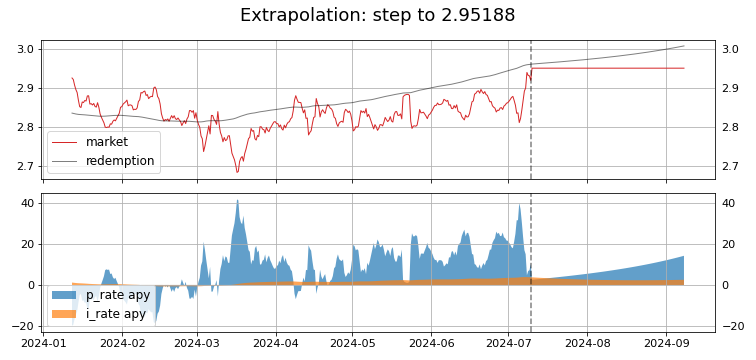 Extrapolation: step to 2.95188
3.0 3.0
2.9 2.9
2.8 2.8
2.7 2.7
market
redemption
40 40
20 20
0 0
−20 −20
p_rate apy
i_rate apy
2024-01 2024-02 2024-03 2024-04 2024-05 2024-06 2024-07 2024-08 2024-09